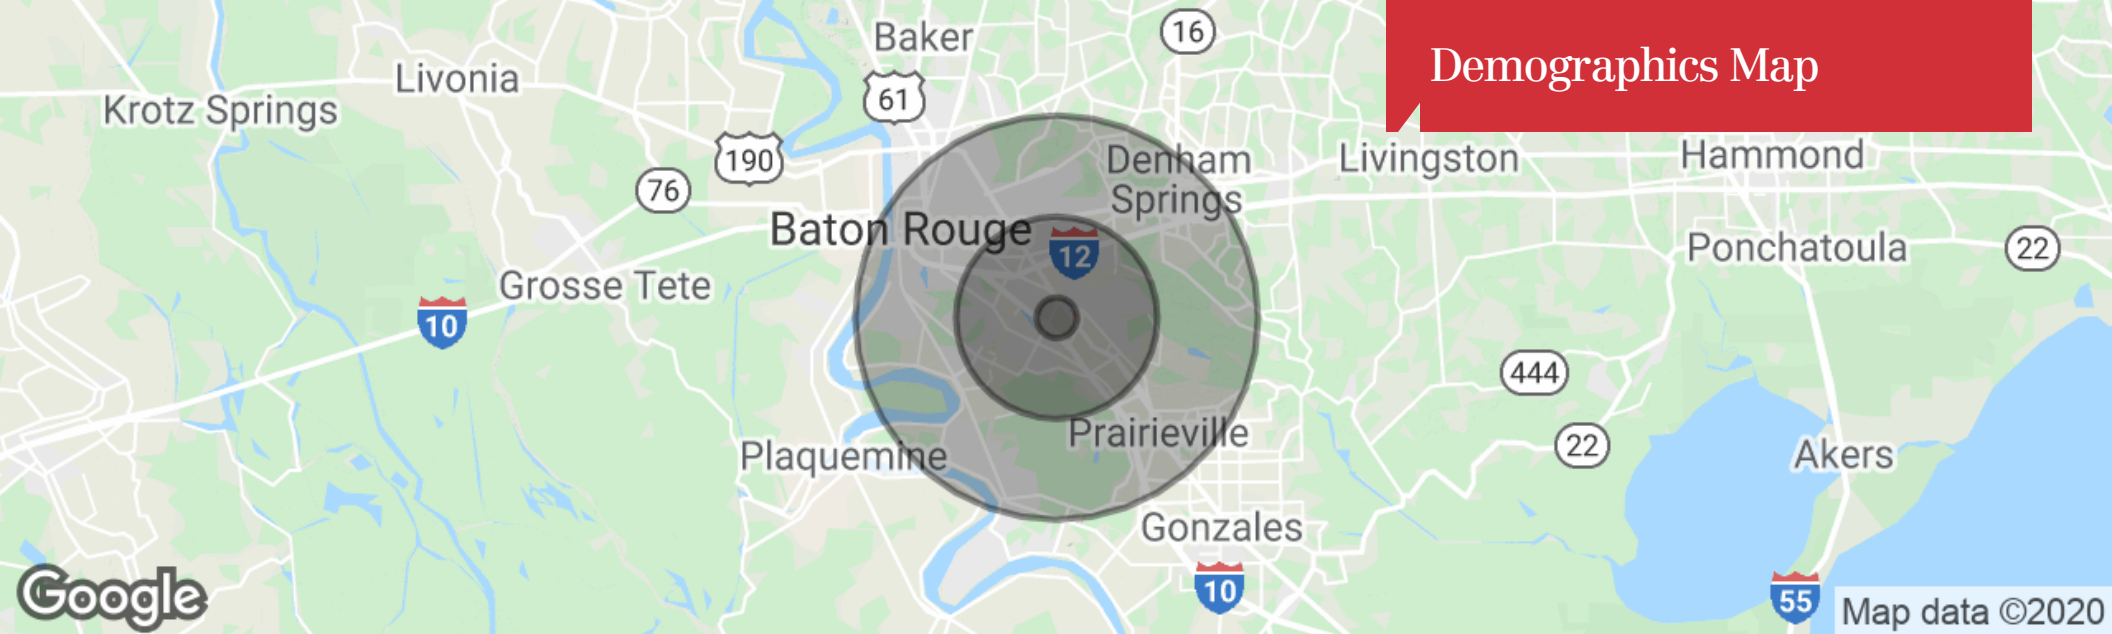 Demographics Map
Baker
16
Livonia
61
Krotz Springs
190
Denham
Springs
Livingston
Hammond
76
Baton Rouge
12
Ponchatoula
22
Grosse Tete
10
444
Prairieville
22
Plaquemine
Akers
Gonzales
10
55
Google
Map data ©2020